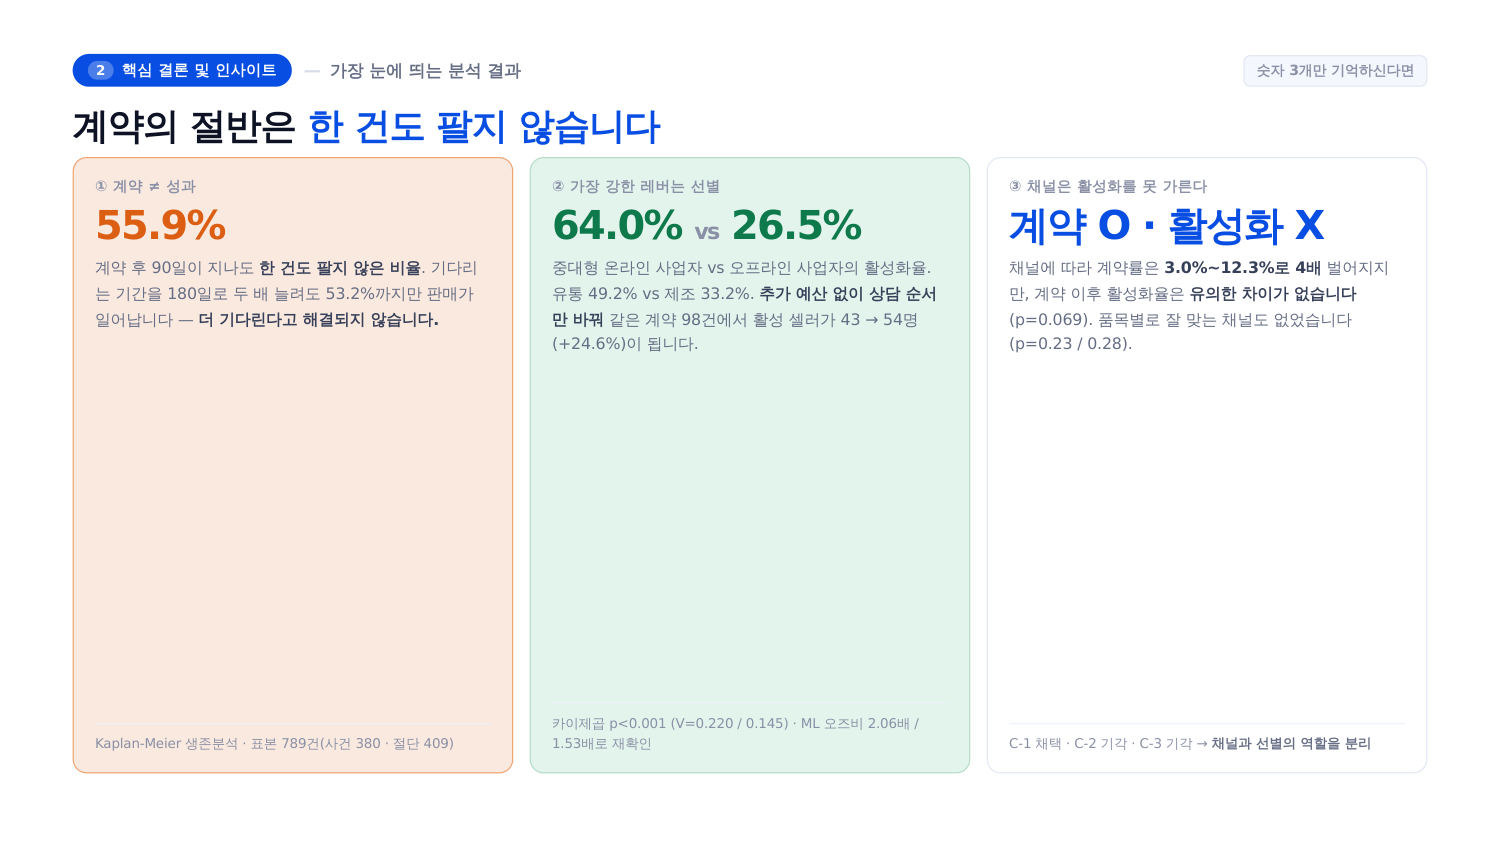 2 핵심 결론 및 인사이트 — 가장 눈에 띄는 분석 결과
숫자 3개만 기억하신다면
계약의 절반은 한 건도 팔지 않습니다
① 계약 ≠ 성과
55.9%
계약 후 90일이 지나도 한 건도 팔지 않은 비율. 기다리
는 기간을 180일로 두 배 늘려도 53.2%까지만 판매가
일어납니다 — 더 기다린다고 해결되지 않습니다.
Kaplan-Meier 생존분석 · 표본 789건(사건 380 · 절단 409)
② 가장 강한 레버는 선별
64.0% vs 26.5%
중대형 온라인 사업자 vs 오프라인 사업자의 활성화율.
유통 49.2% vs 제조 33.2%. 추가 예산 없이 상담 순서
만 바꿔 같은 계약 98건에서 활성 셀러가 43 → 54명
(+24.6%)이 됩니다.
카이제곱 p<0.001 (V=0.220 / 0.145) · ML 오즈비 2.06배 /
1.53배로 재확인
③ 채널은 활성화를 못 가른다
계약 O · 활성화 X
채널에 따라 계약률은 3.0%~12.3%로 4배 벌어지지
만, 계약 이후 활성화율은 유의한 차이가 없습니다
(p=0.069). 품목별로 잘 맞는 채널도 없었습니다
(p=0.23 / 0.28).
C-1 채택 · C-2 기각 · C-3 기각 → 채널과 선별의 역할을 분리